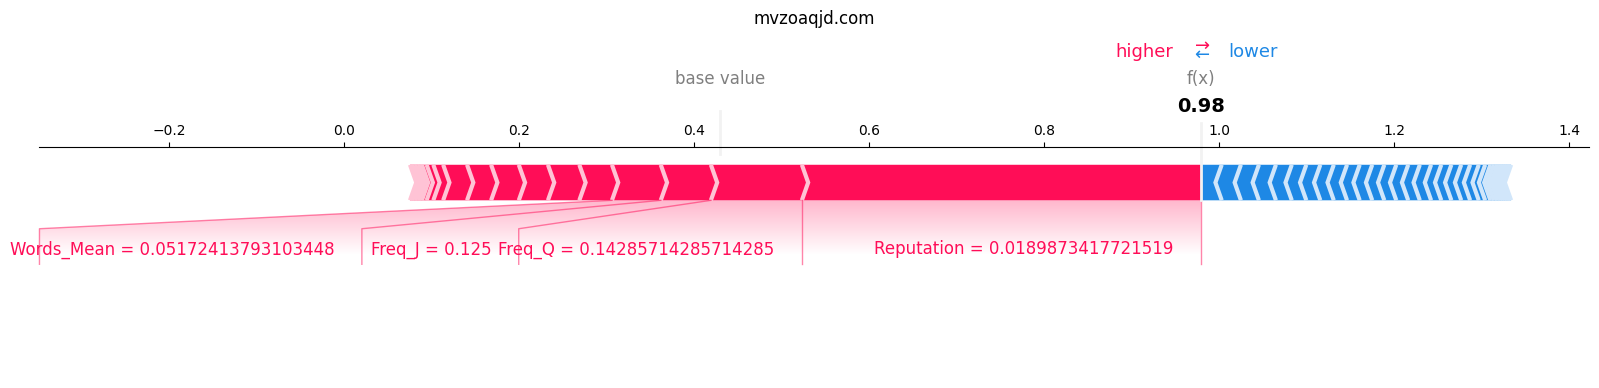 mvzoaqjd.com
higher → ← lower
base value f(x)
0.98
−0.2 0.0 0.2 0.4 0.6 0.8 1.0 1.2 1.4
Words_Mean = 0.05172413793103448 Freq_J = 0.125 Freq_Q = 0.14285714285714285 Reputation = 0.0189873417721519